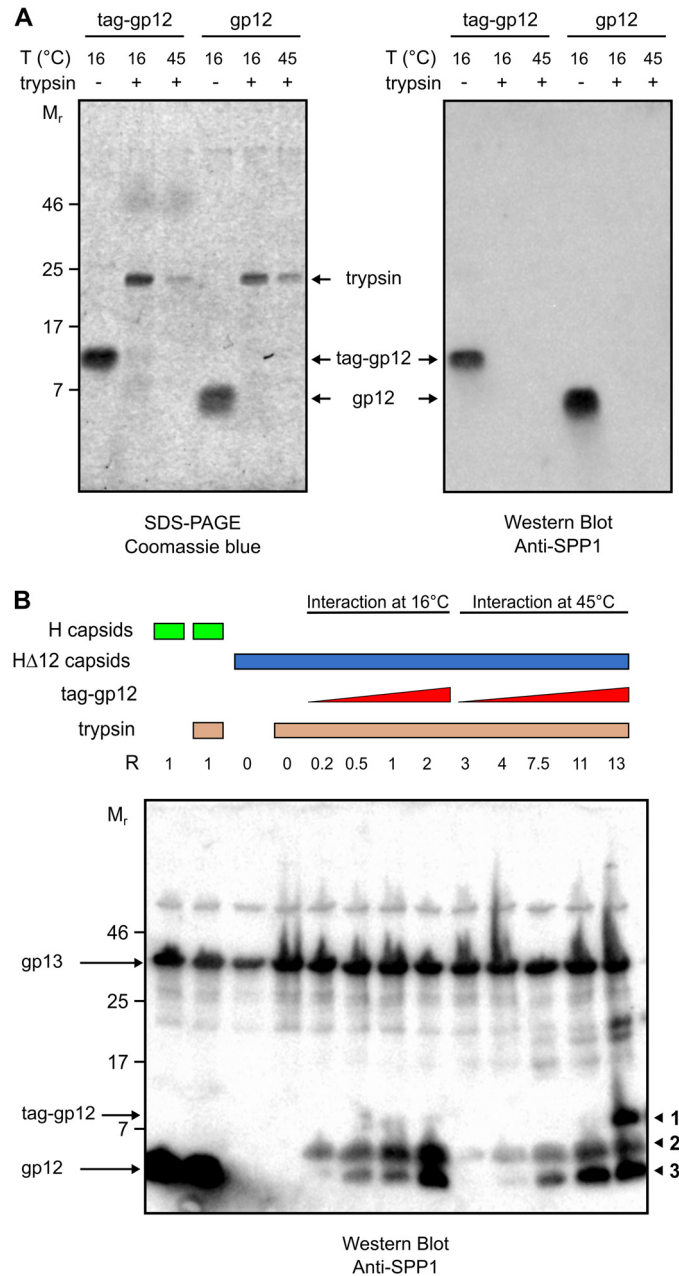 A
tag-gp12 gp12 tag-gp12 gp12
T (°C) 16 16 45 16 16 45 T (°C) 16 16 45 16 16 45
trypsin - + + - + + trypsin - + + - + +
Mr
46
25
trypsin
17
tag-gp12
7
gp12
SDS-PAGE
Coomassie blue
Western Blot
Anti-SPP1
B
Interaction at 16°C Interaction at 45°C
H capsids
HΔ12 capsids
tag-gp12
trypsin
R 1 1 0 0 0.2 0.5 1 2 3 4 7.5 11 13
Mr
46
gp13
25
17
tag-gp12 1
7
2
gp12 3
Western Blot
Anti-SPP1